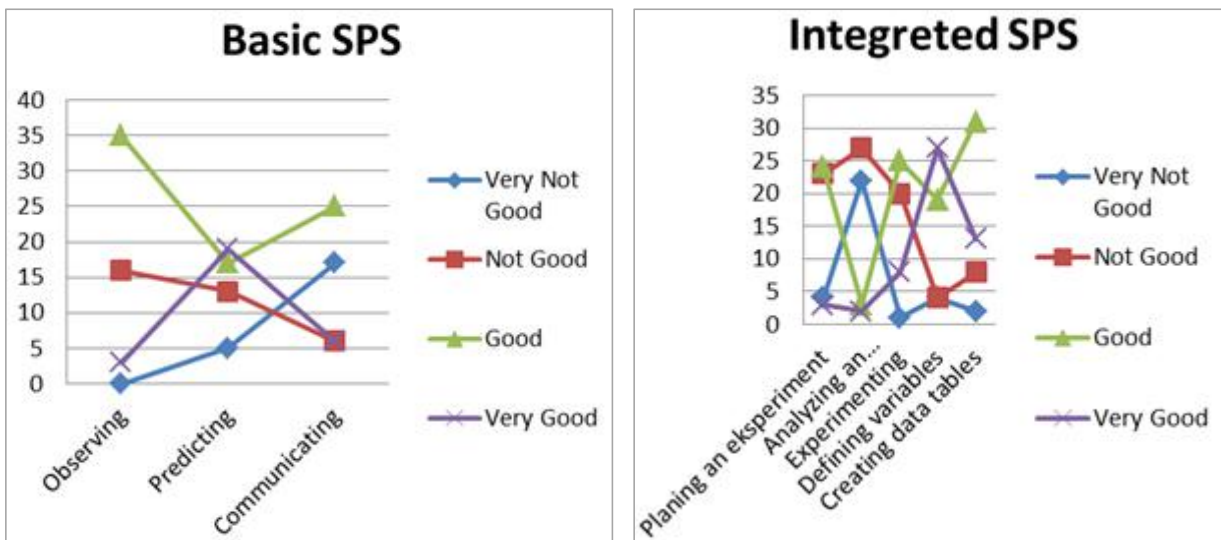 Basic SPS
40
35
30
25
20
15
10
5
0
Observing
Predicting
Communicating
Very Not
Good
Not Good
Good
Very Good
Integreted SPS
35
30
25
20
15
10
5
0
Planing an eksperiment
Analyzing an...
Experimenting
Defining variables
Creating data tables
Very Not
Good
Not Good
Good
Very Good